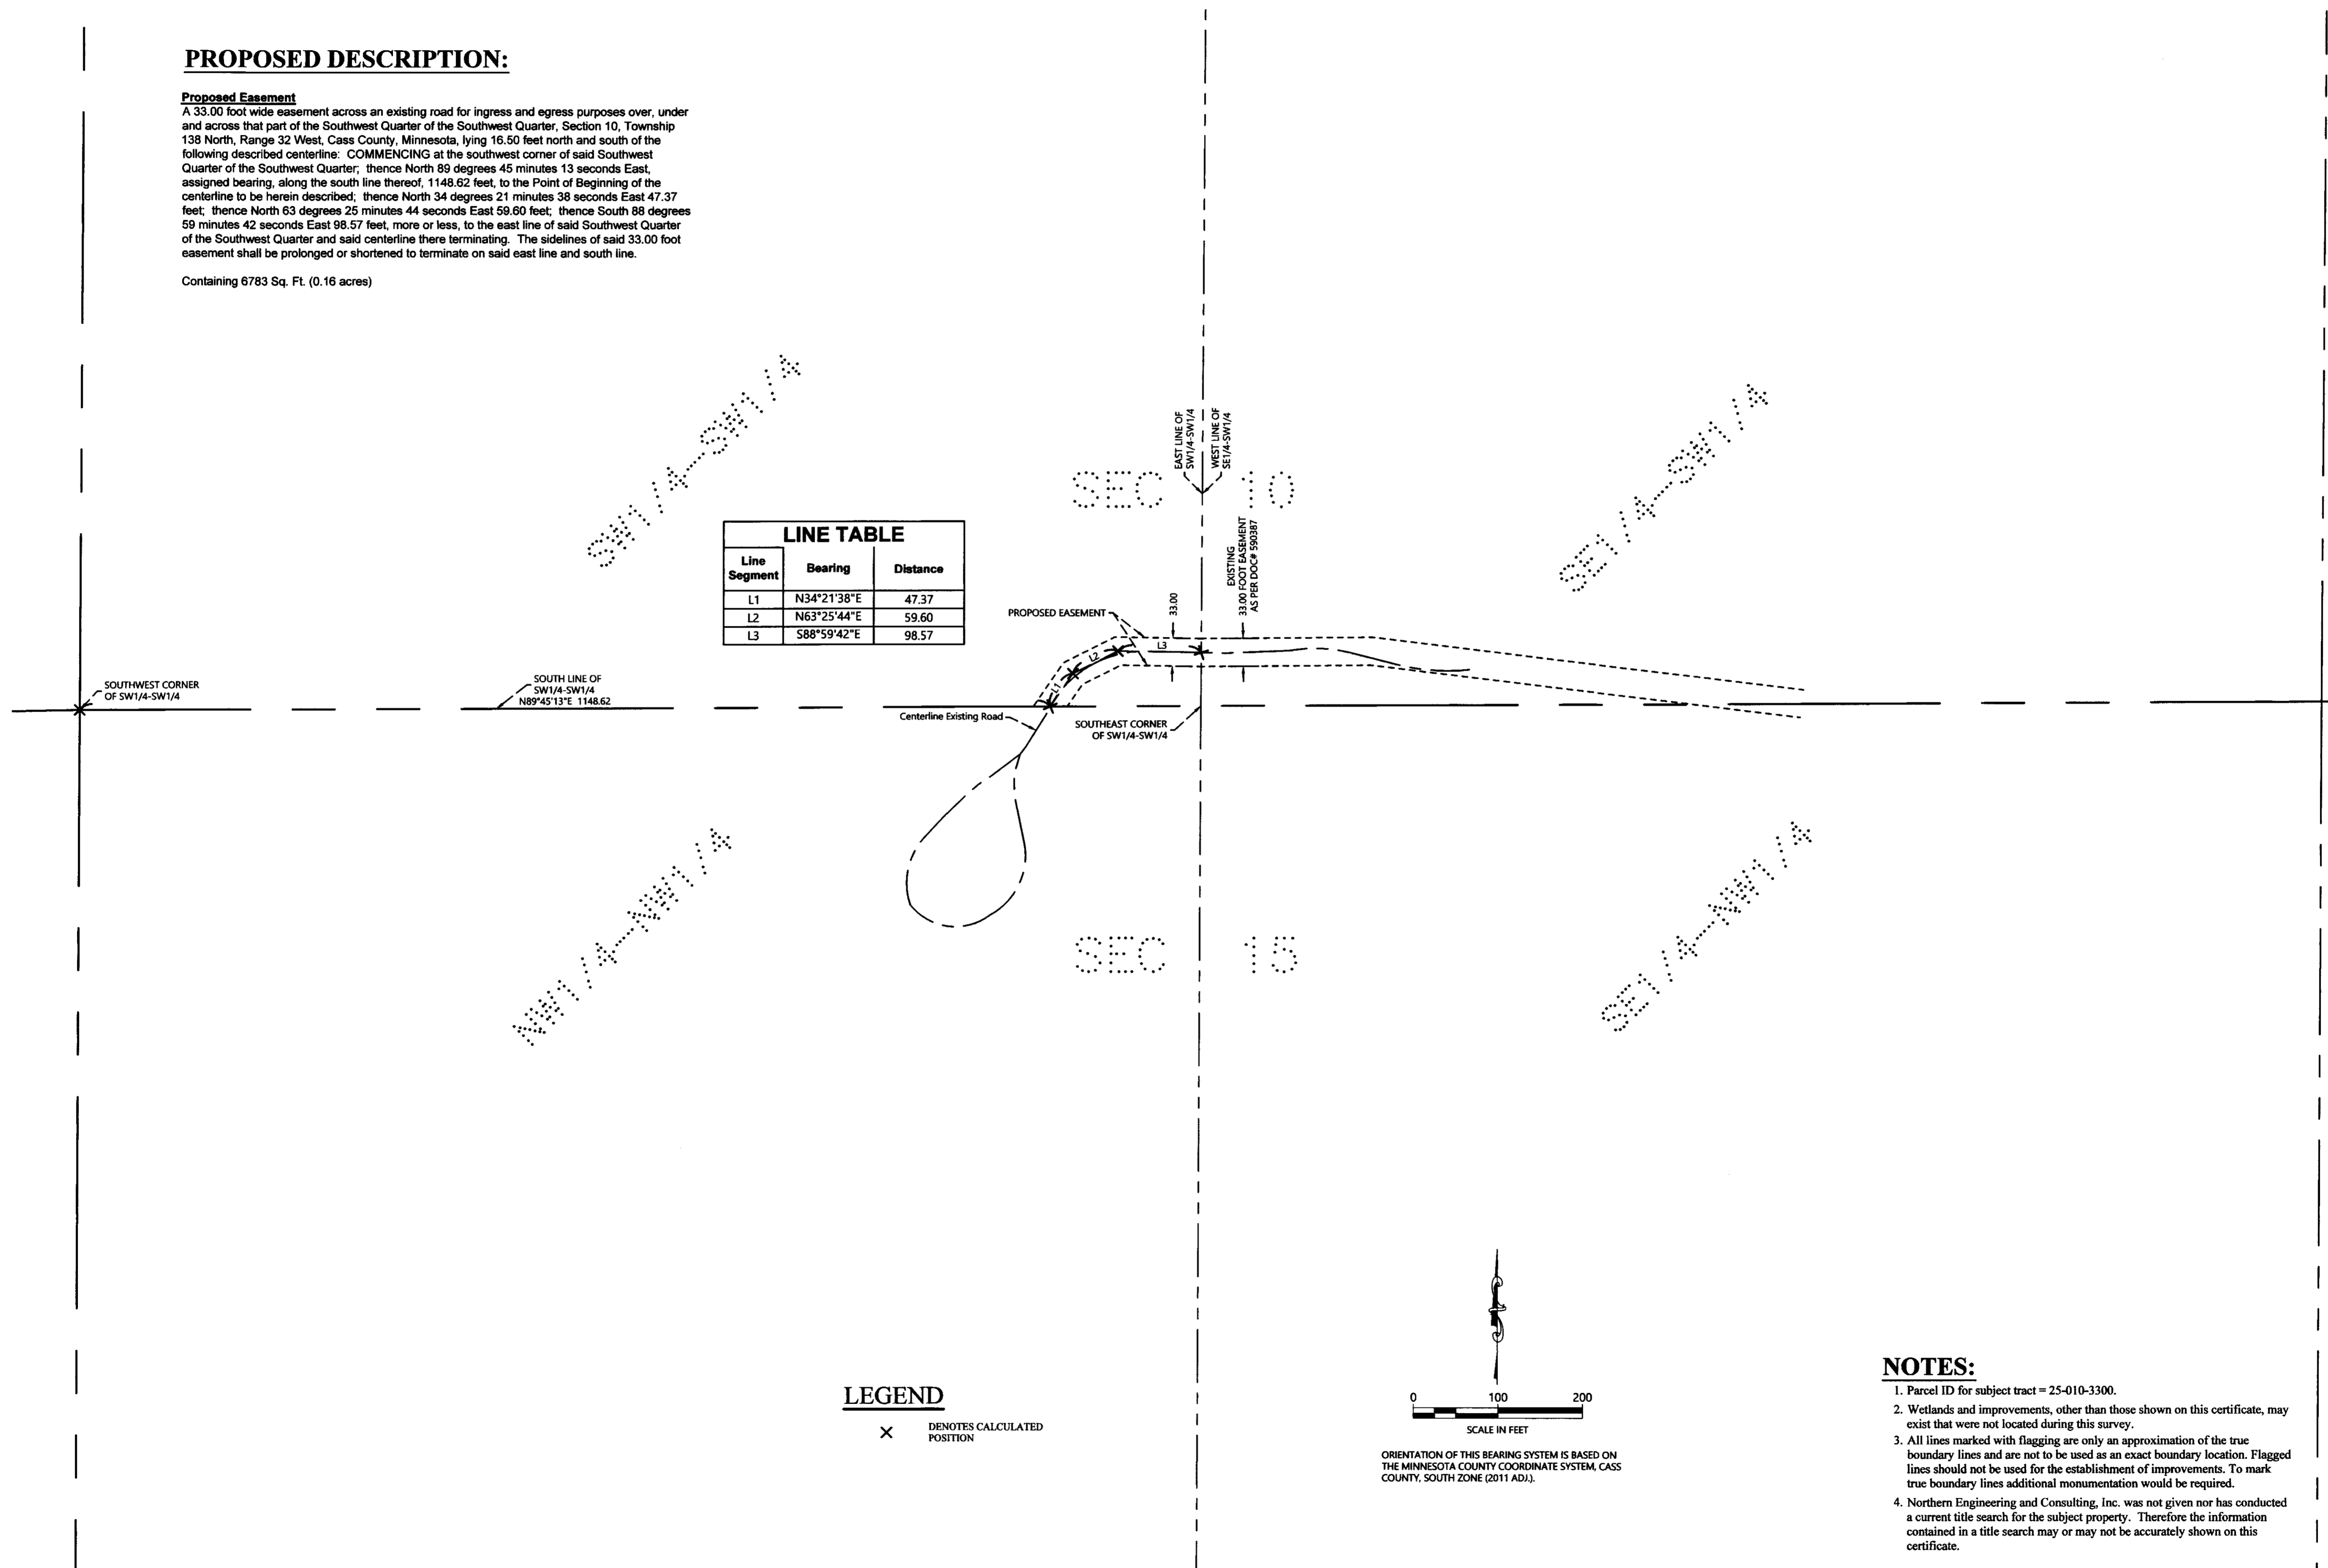 PROPOSED DESCRIPTION:
Proposed Easement
A 33.00 foot wide easement across an existing road for ingress and egress purposes over, under
and across that part of the Southwest Quarter of the Southwest Quarter, Section 10, Township
138 North, Range 32 West, Cass County, Minnesota, lying 16.50 feet north and south of the
following described centerline:  COMMENCING at the southwest corner of said Southwest
Quarter of the Southwest Quarter;  thence North 89 degrees 45 minutes 13 seconds East,
assigned bearing, along the south line thereof, 1148.62 feet, to the Point of Beginning of the
centerline to be herein described;  thence North 34 degrees 21 minutes 38 seconds East 47.37
feet;  thence North 63 degrees 25 minutes 44 seconds East 59.60 feet;  thence South 88 degrees
59 minutes 42 seconds East 98.57 feet, more or less, to the east line of said Southwest Quarter
of the Southwest Quarter and said centerline there terminating.  The sidelines of said 33.00 foot
easement shall be prolonged or shortened to terminate on said east line and south line.
Containing 6783 Sq. Ft. (0.16 acres)
SW1/4-SW1/4
SE1/4-SW1/4
EAST LINE OF
SW1/4-SW1/4
WEST LINE OF
SE1/4-SW1/4
SEC 10
LINE TABLE
Line
Segment
Bearing
Distance
L1 N34°21'38"E 47.37
L2 N63°25'44"E 59.60
L3 S88°59'42"E 98.57
EXISTING
33.00 FOOT EASEMENT
AS PER DOC# 590387
33.00
PROPOSED EASEMENT
L3
L2
L1
SOUTHWEST CORNER
OF SW1/4-SW1/4
SOUTH LINE OF
SW1/4-SW1/4
N89°45'13"E  1148.62
Centerline Existing Road
SOUTHEAST CORNER
OF SW1/4-SW1/4
NW1/4-NW1/4
SE1/4-NW1/4
SEC 15
LEGEND
DENOTES CALCULATED
POSITION
0 100 200
SCALE IN FEET
ORIENTATION OF THIS BEARING SYSTEM IS BASED ON
THE MINNESOTA COUNTY COORDINATE SYSTEM, CASS
COUNTY, SOUTH ZONE (2011 ADJ.).
NOTES:
1. Parcel ID for subject tract = 25-010-3300.
2. Wetlands and improvements, other than those shown on this certificate, may
exist that were not located during this survey.
3. All lines marked with flagging are only an approximation of the true
boundary lines and are not to be used as an exact boundary location. Flagged
lines should not be used for the establishment of improvements. To mark
true boundary lines additional monumentation would be required.
4. Northern Engineering and Consulting, Inc. was not given nor has conducted
a current title search for the subject property.  Therefore the information
contained in a title search may or may not be accurately shown on this
certificate.